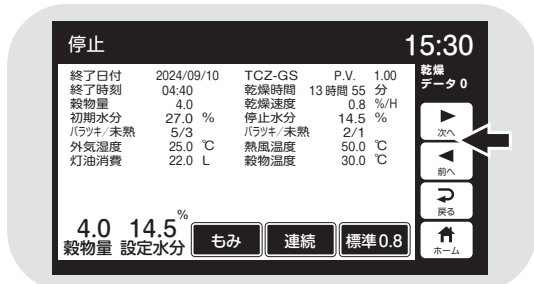 停止 15:30
終了日付 2024/09/10 TCZ-GS P.V. 1.00
終了時刻 04:40 乾燥時間 13時間 55 分
穀物量 4.0 乾燥速度 0.8 %/H
初期水分 27.0 % 停止水分 14.5 %
バラツキ/未熟 5/3 バラツキ/未熟 2/1
外気湿度 25.0 ℃ 熱風温度 50.0 ℃
灯油消費 22.0 L 穀物温度 30.0 ℃
乾燥
データ 0
次へ
前へ
戻る
ホーム
4.0 14.5%
穀物量 設定水分
もみ
連続
標準0.8